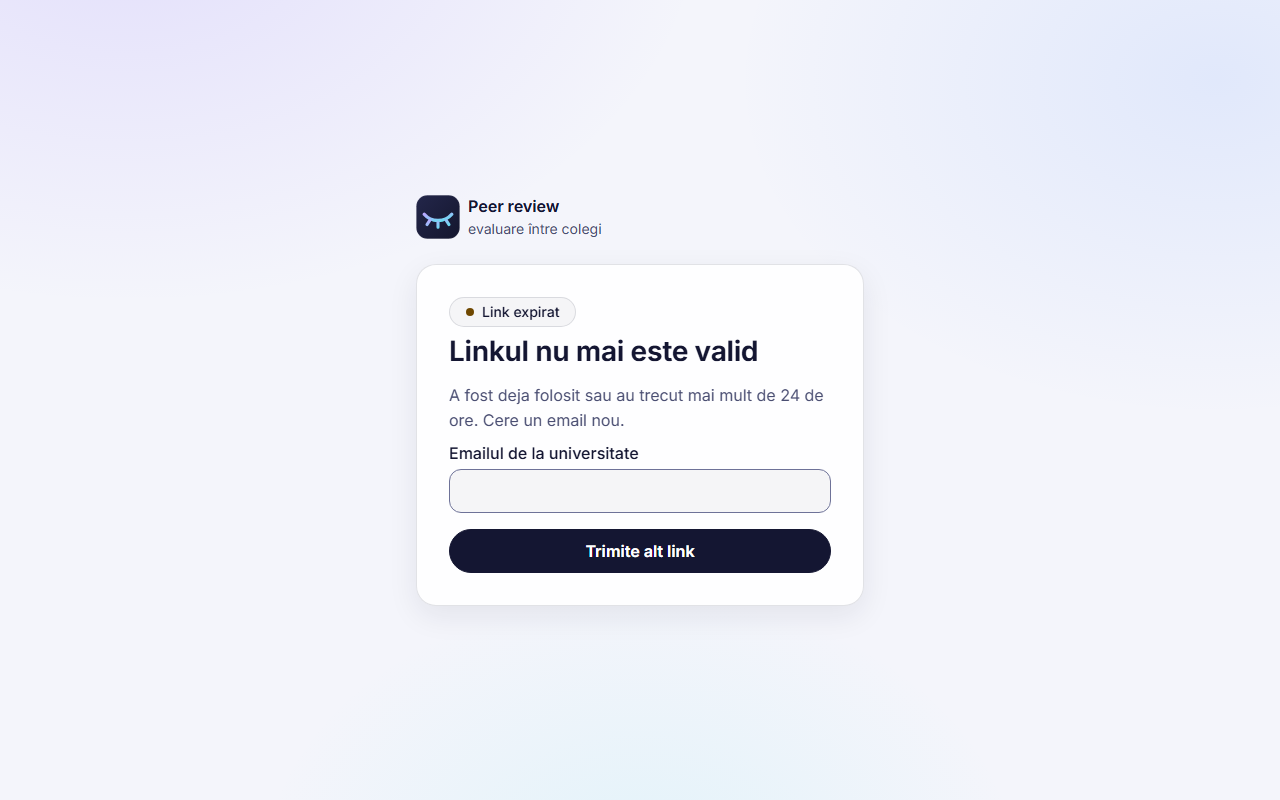 Peer review
evaluare între colegi
Link expirat
Linkul nu mai este valid
A fost deja folosit sau au trecut mai mult de 24 de
ore. Cere un email nou.
Emailul de la universitate
Trimite alt link